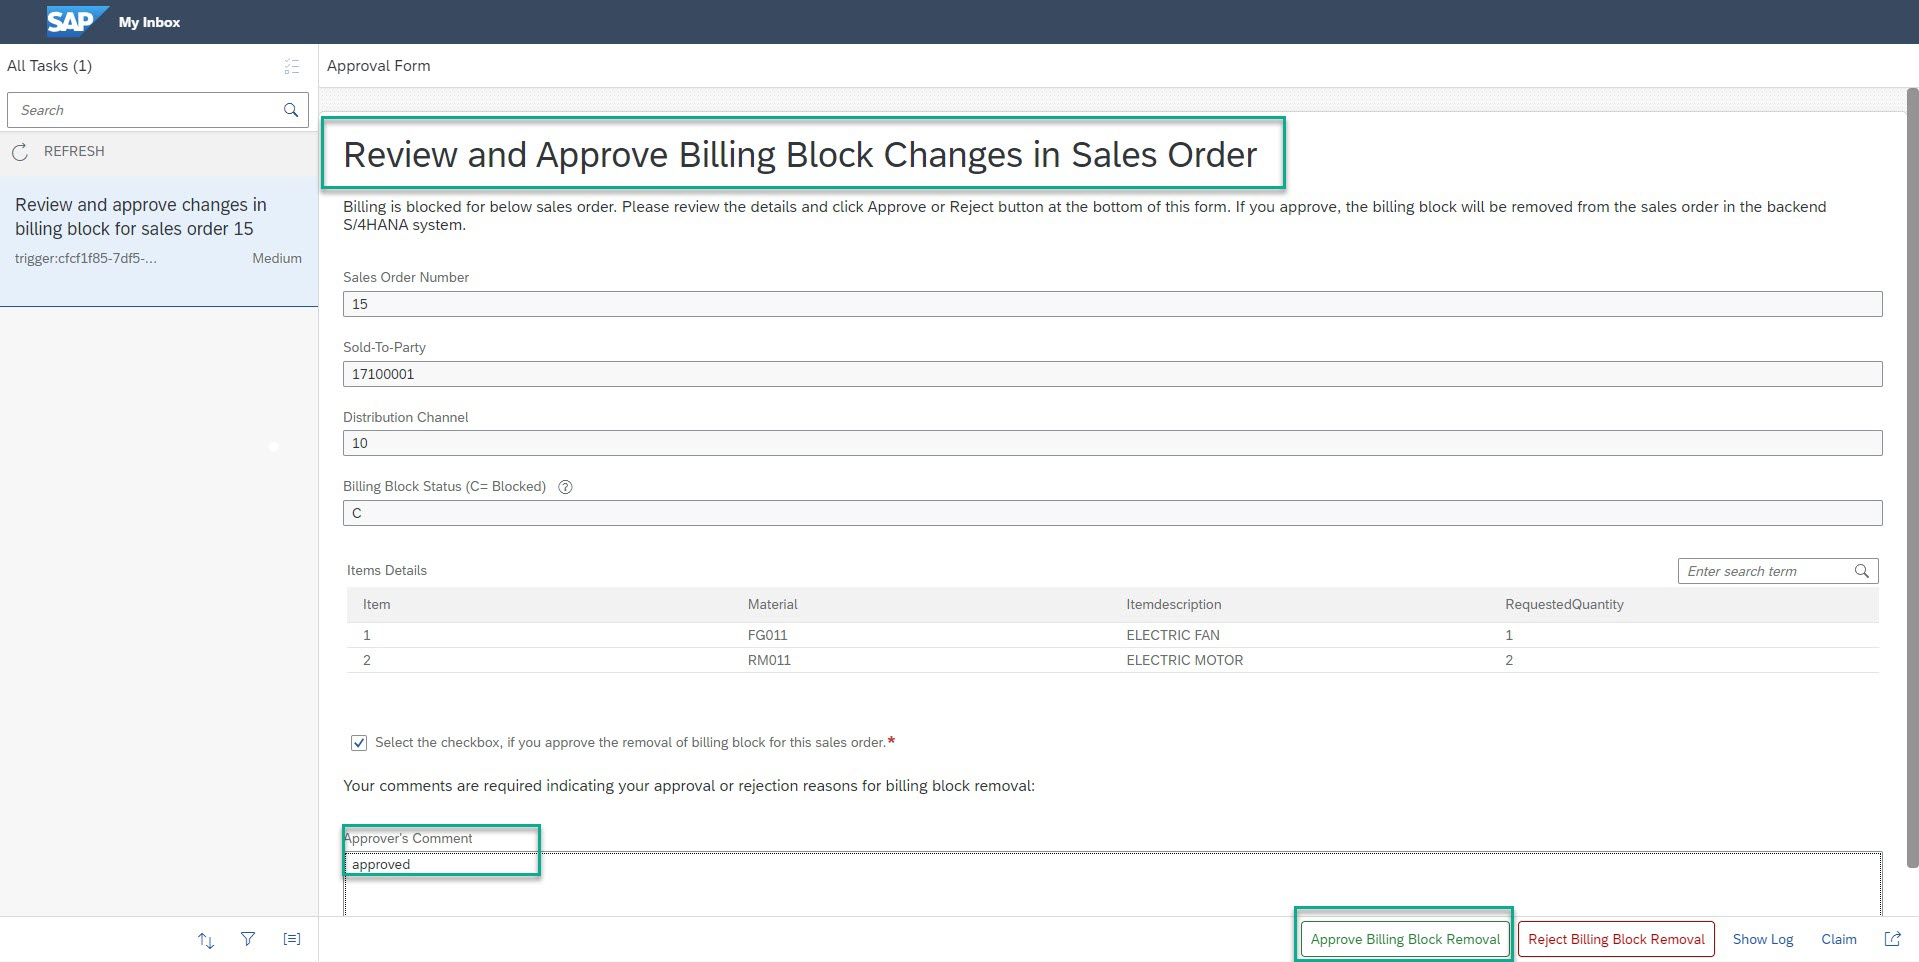 SAP My Inbox
All Tasks (1)
Search
REFRESH
Review and approve changes in
billing block for sales order 15
trigger:cfcf1f85-7df5-... Medium
Approval Form
Review and Approve Billing Block Changes in Sales Order
Billing is blocked for below sales order. Please review the details and click Approve or Reject button at the bottom of this form. If you approve, the billing block will be removed from the sales order in the backend
S/4HANA system.
Sales Order Number
15
Sold-To-Party
17100001
Distribution Channel
10
Billing Block Status (C= Blocked)
C
Items Details Enter search term
Item Material Itemdescription RequestedQuantity
1 FG011 ELECTRIC FAN 1
2 RM011 ELECTRIC MOTOR 2
Select the checkbox, if you approve the removal of billing block for this sales order.*
Your comments are required indicating your approval or rejection reasons for billing block removal:
Approver's Comment
approved
Approve Billing Block Removal Reject Billing Block Removal Show Log Claim